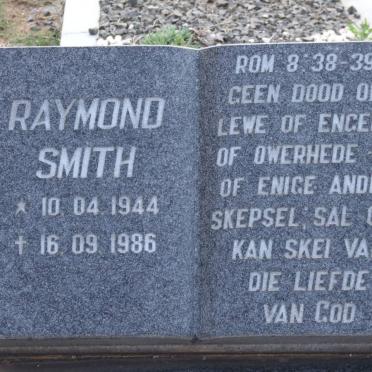 RAYMOND
SMITH
* 10.04.1944
† 16.09.1986
ROM 8:38-39
GEEN DOOD
LEWE OF
OF OWERHEDE
OF ENIGE
SKEPSEL, SAL
KAN SKEI
DIE LIEFDE
VAN GOD